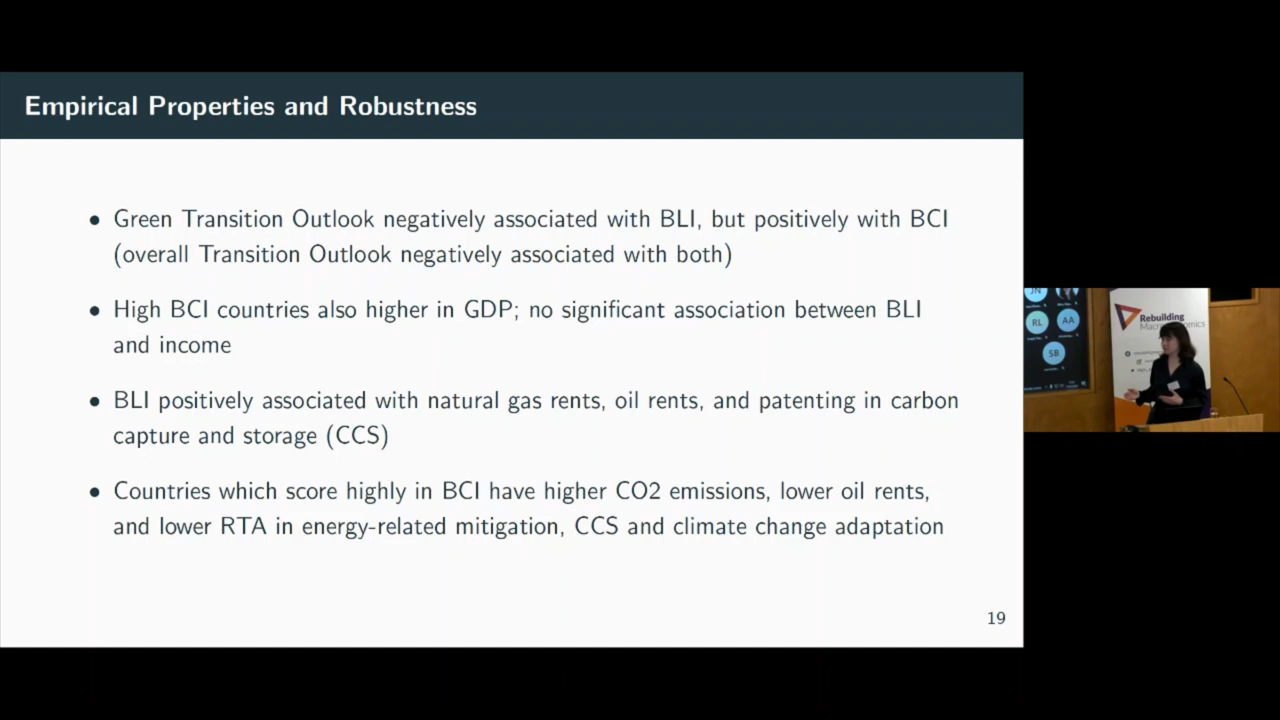 Empirical Properties and Robustness
• Green Transition Outlook negatively associated with BLI, but positively with BCI
(overall Transition Outlook negatively associated with both)
• High BCI countries also higher in GDP; no significant association between BLI
and income
• BLI positively associated with natural gas rents, oil rents, and patenting in carbon
capture and storage (CCS)
• Countries which score highly in BCI have higher CO2 emissions, lower oil rents,
and lower RTA in energy-related mitigation, CCS and climate change adaptation
19
JN
RL AA
SB
Rebuilding